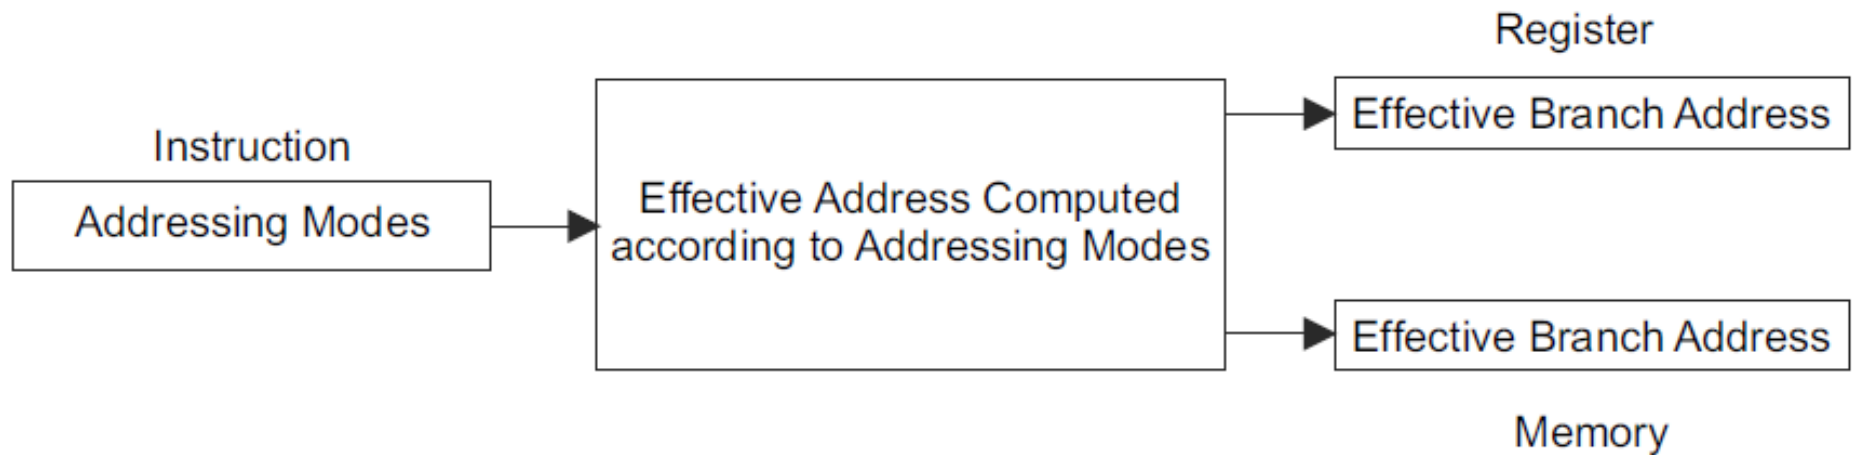 Instruction
Addressing Modes
Effective Address Computed
according to Addressing Modes
Register
Effective Branch Address
Effective Branch Address
Memory